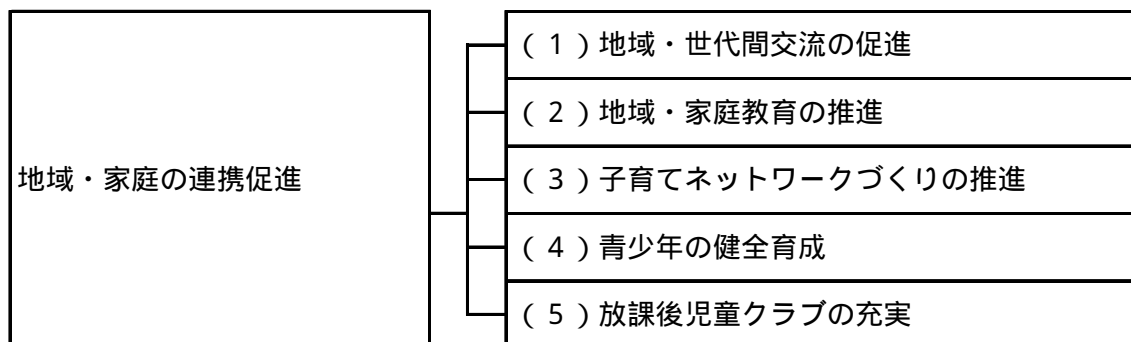 地域・家庭の連携促進
(1)地域・世代間交流の促進
(2)地域・家庭教育の推進
(3)子育てネットワークづくりの推進
(4)青少年の健全育成
(5)放課後児童クラブの充実